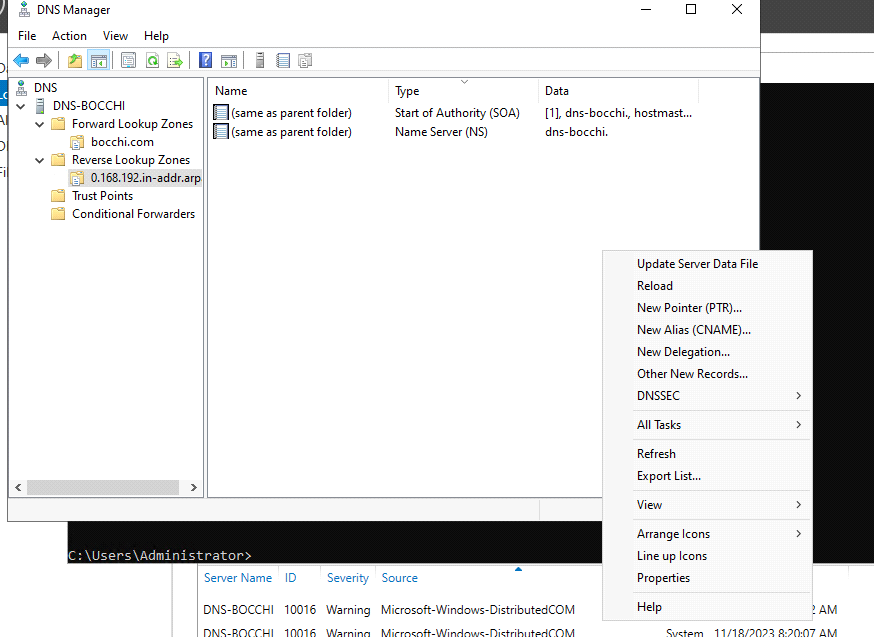 DNS Manager
File Action View Help
DNS
DNS-BOCCHI
Forward Lookup Zones
bocchi.com
Reverse Lookup Zones
0.168.192.in-addr.arp
Trust Points
Conditional Forwarders
Name Type Data
(same as parent folder) Start of Authority (SOA) [1], dns-bocchi., hostmast...
(same as parent folder) Name Server (NS) dns-bocchi.
Update Server Data File
Reload
New Pointer (PTR)...
New Alias (CNAME)...
New Delegation...
Other New Records...
DNSSEC
All Tasks
Refresh
Export List...
View
Arrange Icons
Line up Icons
Properties
Help
C:\Users\Administrator>
Server Name ID Severity Source
DNS-BOCCHI 10016 Warning Microsoft-Windows-DistributedCOM AM
DNS-BOCCHI 10016 Warning Microsoft-Windows-DistributedCOM System 11/18/2023 8:20:07 AM